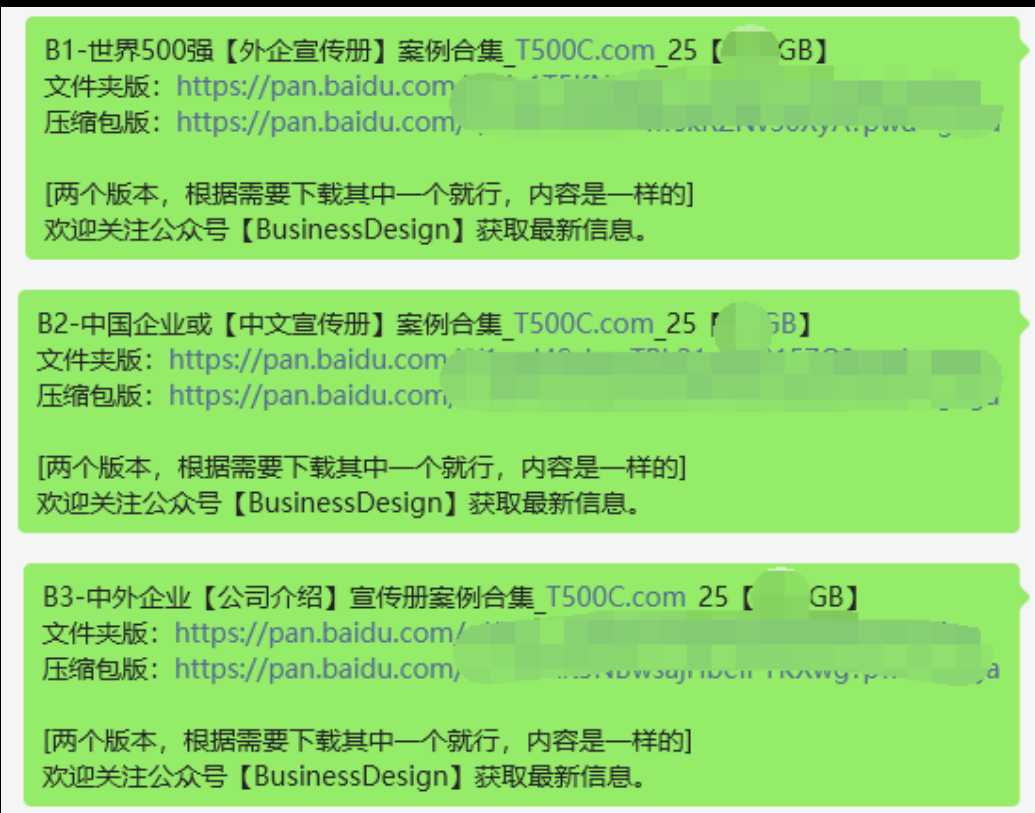 B1-世界500强【外企宣传册】案例合集_T500C.com_25【GB】
文件夹版：https://pan.baidu.com
压缩包版：https://pan.baidu.com/
[两个版本，根据需要下载其中一个就行，内容是一样的]
欢迎关注公众号【BusinessDesign】获取最新信息。
B2-中国企业或【中文宣传册】案例合集_T500C.com_25【GB】
文件夹版：https://pan.baidu.com
压缩包版：https://pan.baidu.com/
[两个版本，根据需要下载其中一个就行，内容是一样的]
欢迎关注公众号【BusinessDesign】获取最新信息。
B3-中外企业【公司介绍】宣传册案例合集_T500C.com 25【GB】
文件夹版：https://pan.baidu.com/
压缩包版：https://pan.baidu.com/
[两个版本，根据需要下载其中一个就行，内容是一样的]
欢迎关注公众号【BusinessDesign】获取最新信息。